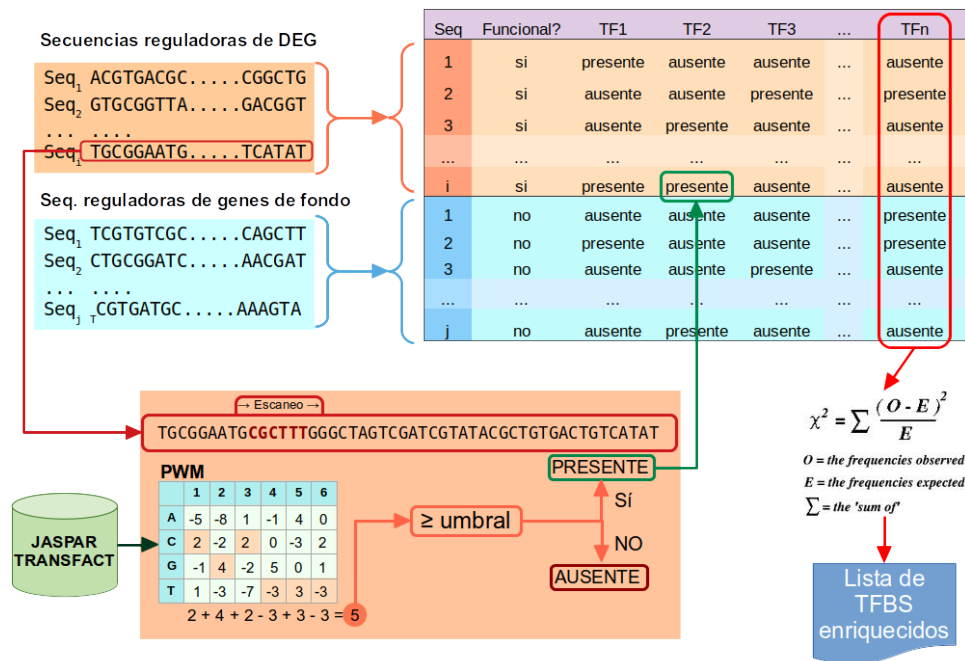 Secuencias reguladoras de DEG
Seq1 ACGTGACGC.....CGGCTG
Seq2 GTGCGGTTA.....GACGGT
... ....
Seqi TGCGGAATG.....TCATAT
Seq. reguladoras de genes de fondo
Seq1 TCGTGTCGC.....CAGCTT
Seq2 CTGCGGATC.....AACGAT
... ....
Seqj TCGTGATGC.....AAAGTA
Seq Funcional? TF1 TF2 TF3 ... TFn
1 si presente ausente ausente ... ausente
2 si ausente ausente presente ... presente
3 si ausente presente ausente ... ausente
... ... ... ... ... ...
i si presente presente ausente ... ausente
1 no ausente ausente ausente ... presente
2 no presente ausente ausente ... presente
3 no ausente ausente presente ... ausente
... ... ... ... ... ...
j no ausente presente ausente ... ausente
→ Escaneo →
TGCGGAATGCGCTTTGGGCTAGTCGATCGTATACGCTGTGACTGTCATAT
JASPAR
TRANSFACT
PWM
1 2 3 4 5 6
A -5 -8 1 -1 4 0
C 2 -2 2 0 -3 2
G -1 4 -2 5 0 1
T 1 -3 -7 -3 3 -3
2 + 4 + 2 - 3 + 3 - 3 = 5
≥ umbral
PRESENTE
Sí
NO
AUSENTE
χ² = ∑ (O - E)² / E
O = the frequencies observed
E = the frequencies expected
∑ = the 'sum of'
Lista de
TFBS
enriquecidos